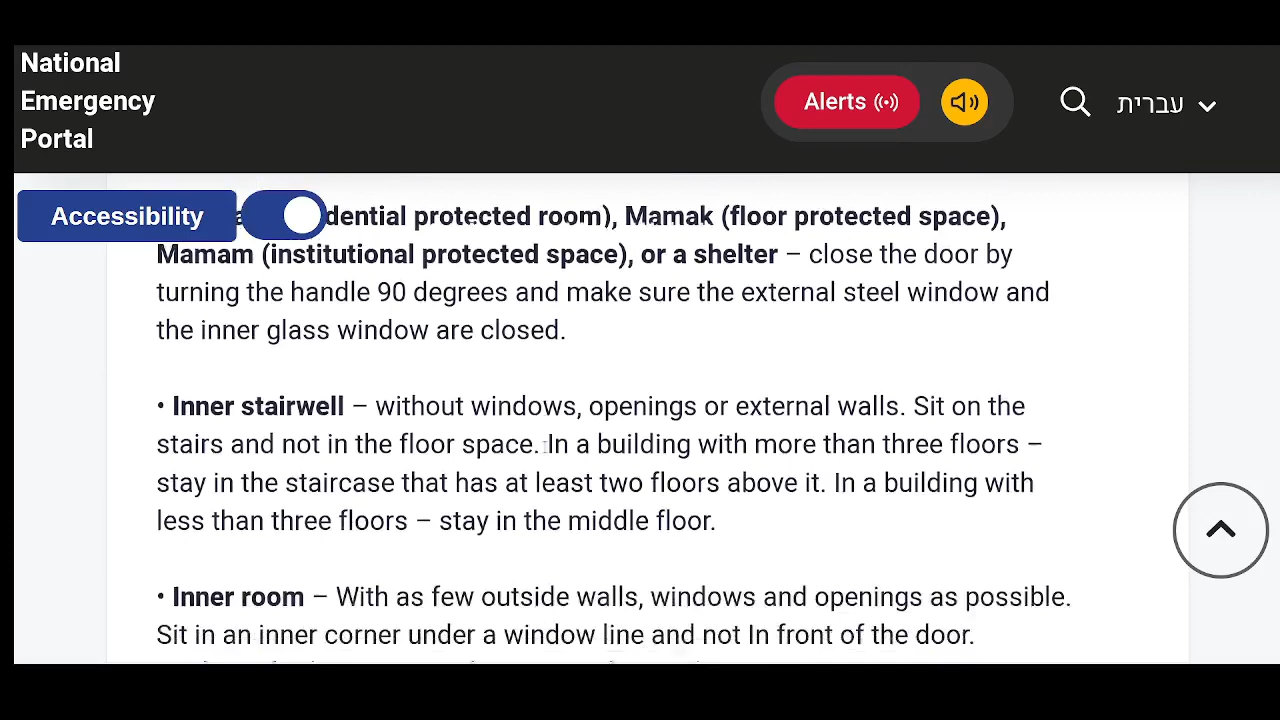 National
Emergency
Portal
Alerts
עברית
Accessibility
dential protected room), Mamak (floor protected space),
Mamam (institutional protected space), or a shelter – close the door by
turning the handle 90 degrees and make sure the external steel window and
the inner glass window are closed.
• Inner stairwell – without windows, openings or external walls. Sit on the
stairs and not in the floor space. In a building with more than three floors –
stay in the staircase that has at least two floors above it. In a building with
less than three floors – stay in the middle floor.
• Inner room – With as few outside walls, windows and openings as possible.
Sit in an inner corner under a window line and not In front of the door.